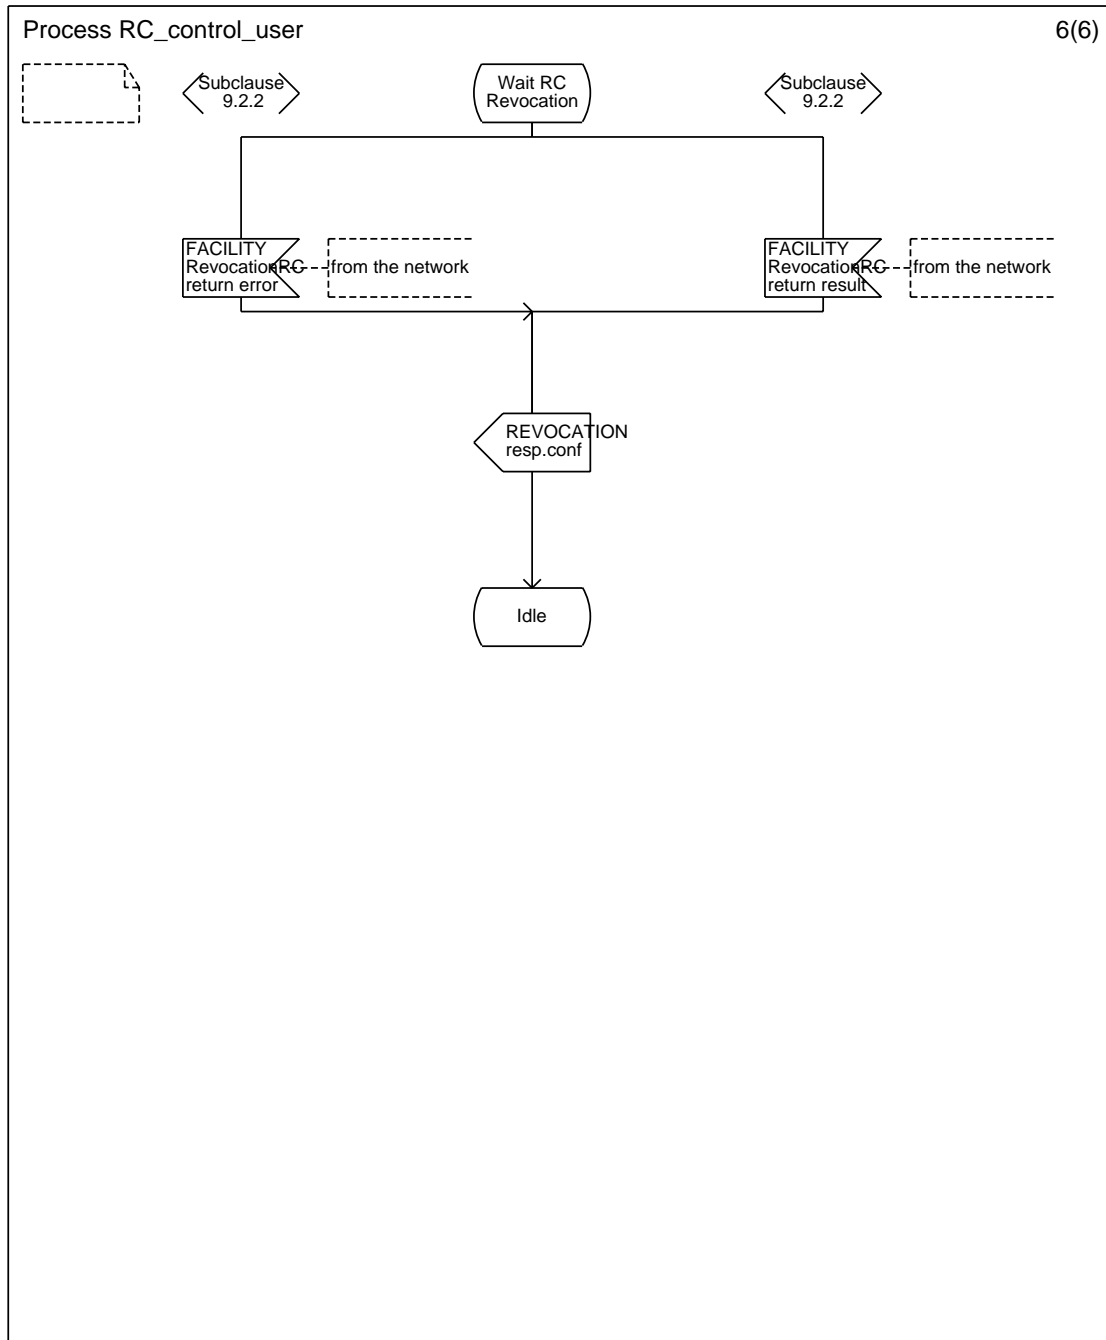 Process RC_control_user
6(6)
Subclause
9.2.2
Wait RC
Revocation
Subclause
9.2.2
FACILITY
RevocationRC
return error
from the network
FACILITY
RevocationRC
return result
from the network
REVOCATION
resp.conf
Idle